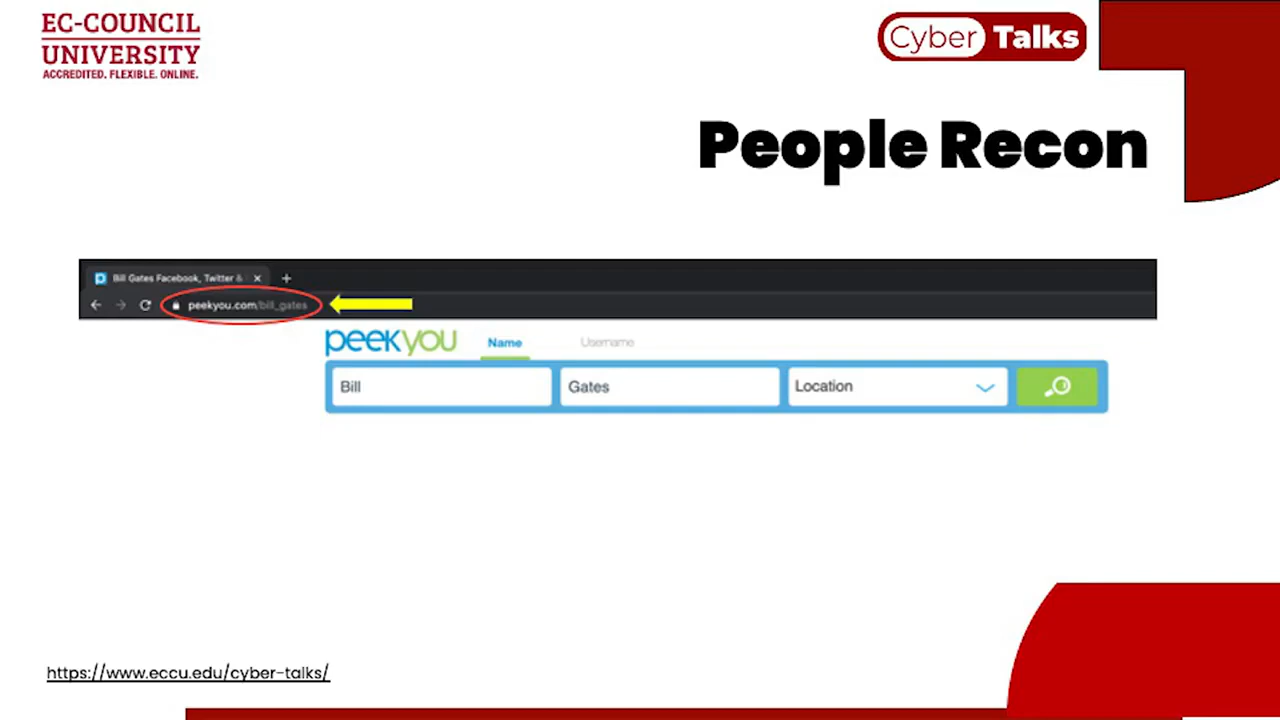 EC-COUNCIL
UNIVERSITY
ACCREDITED. FLEXIBLE. ONLINE.
Cyber Talks
People Recon
Bill Gates Facebook, Twitter &
peekyou.com/bill_gates
peekyou Name Username
Bill Gates Location
https://www.eccu.edu/cyber-talks/